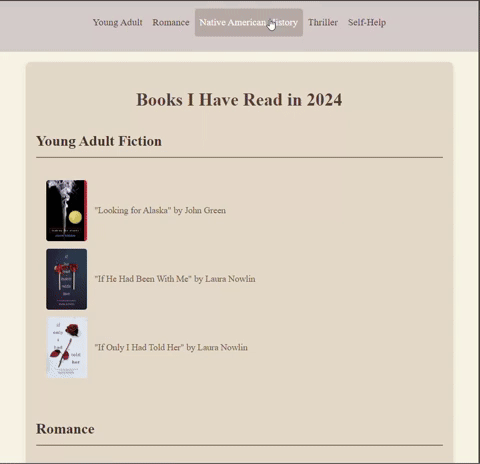 Young Adult Romance Native American History Thriller Self-Help
Books I Have Read in 2024
Young Adult Fiction
"Looking for Alaska" by John Green
"If He Had Been With Me" by Laura Nowlin
"If Only I Had Told Her" by Laura Nowlin
Romance